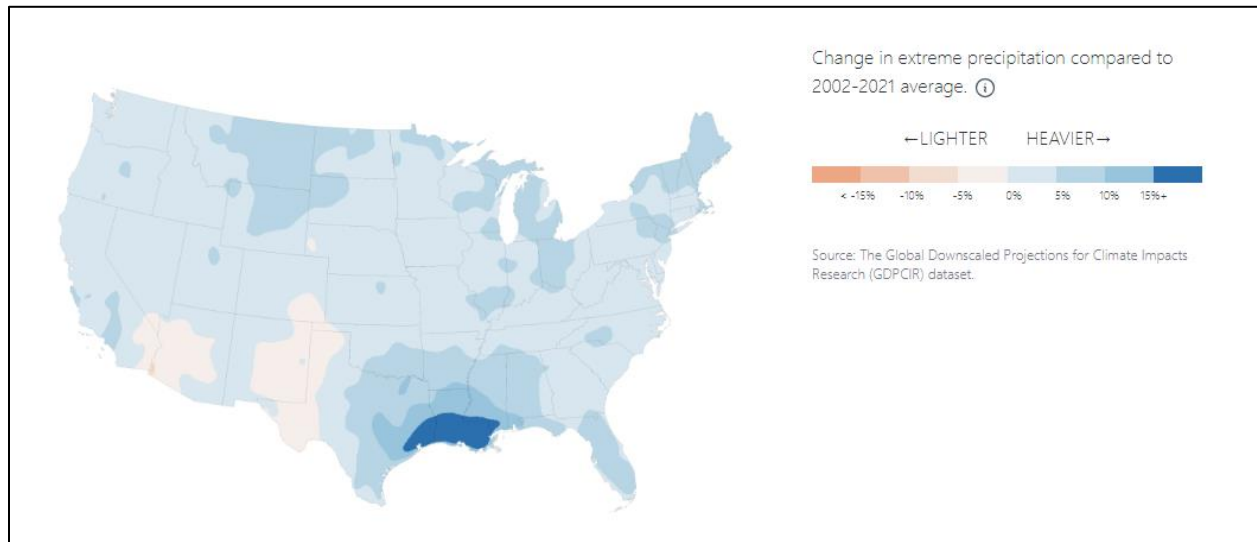 Change in extreme precipitation compared to
2002-2021 average. ⓘ
←LIGHTER HEAVIER→
< -15% -10% -5% 0% 5% 10% 15%+
Source: The Global Downscaled Projections for Climate Impacts
Research (GDPCIR) dataset.